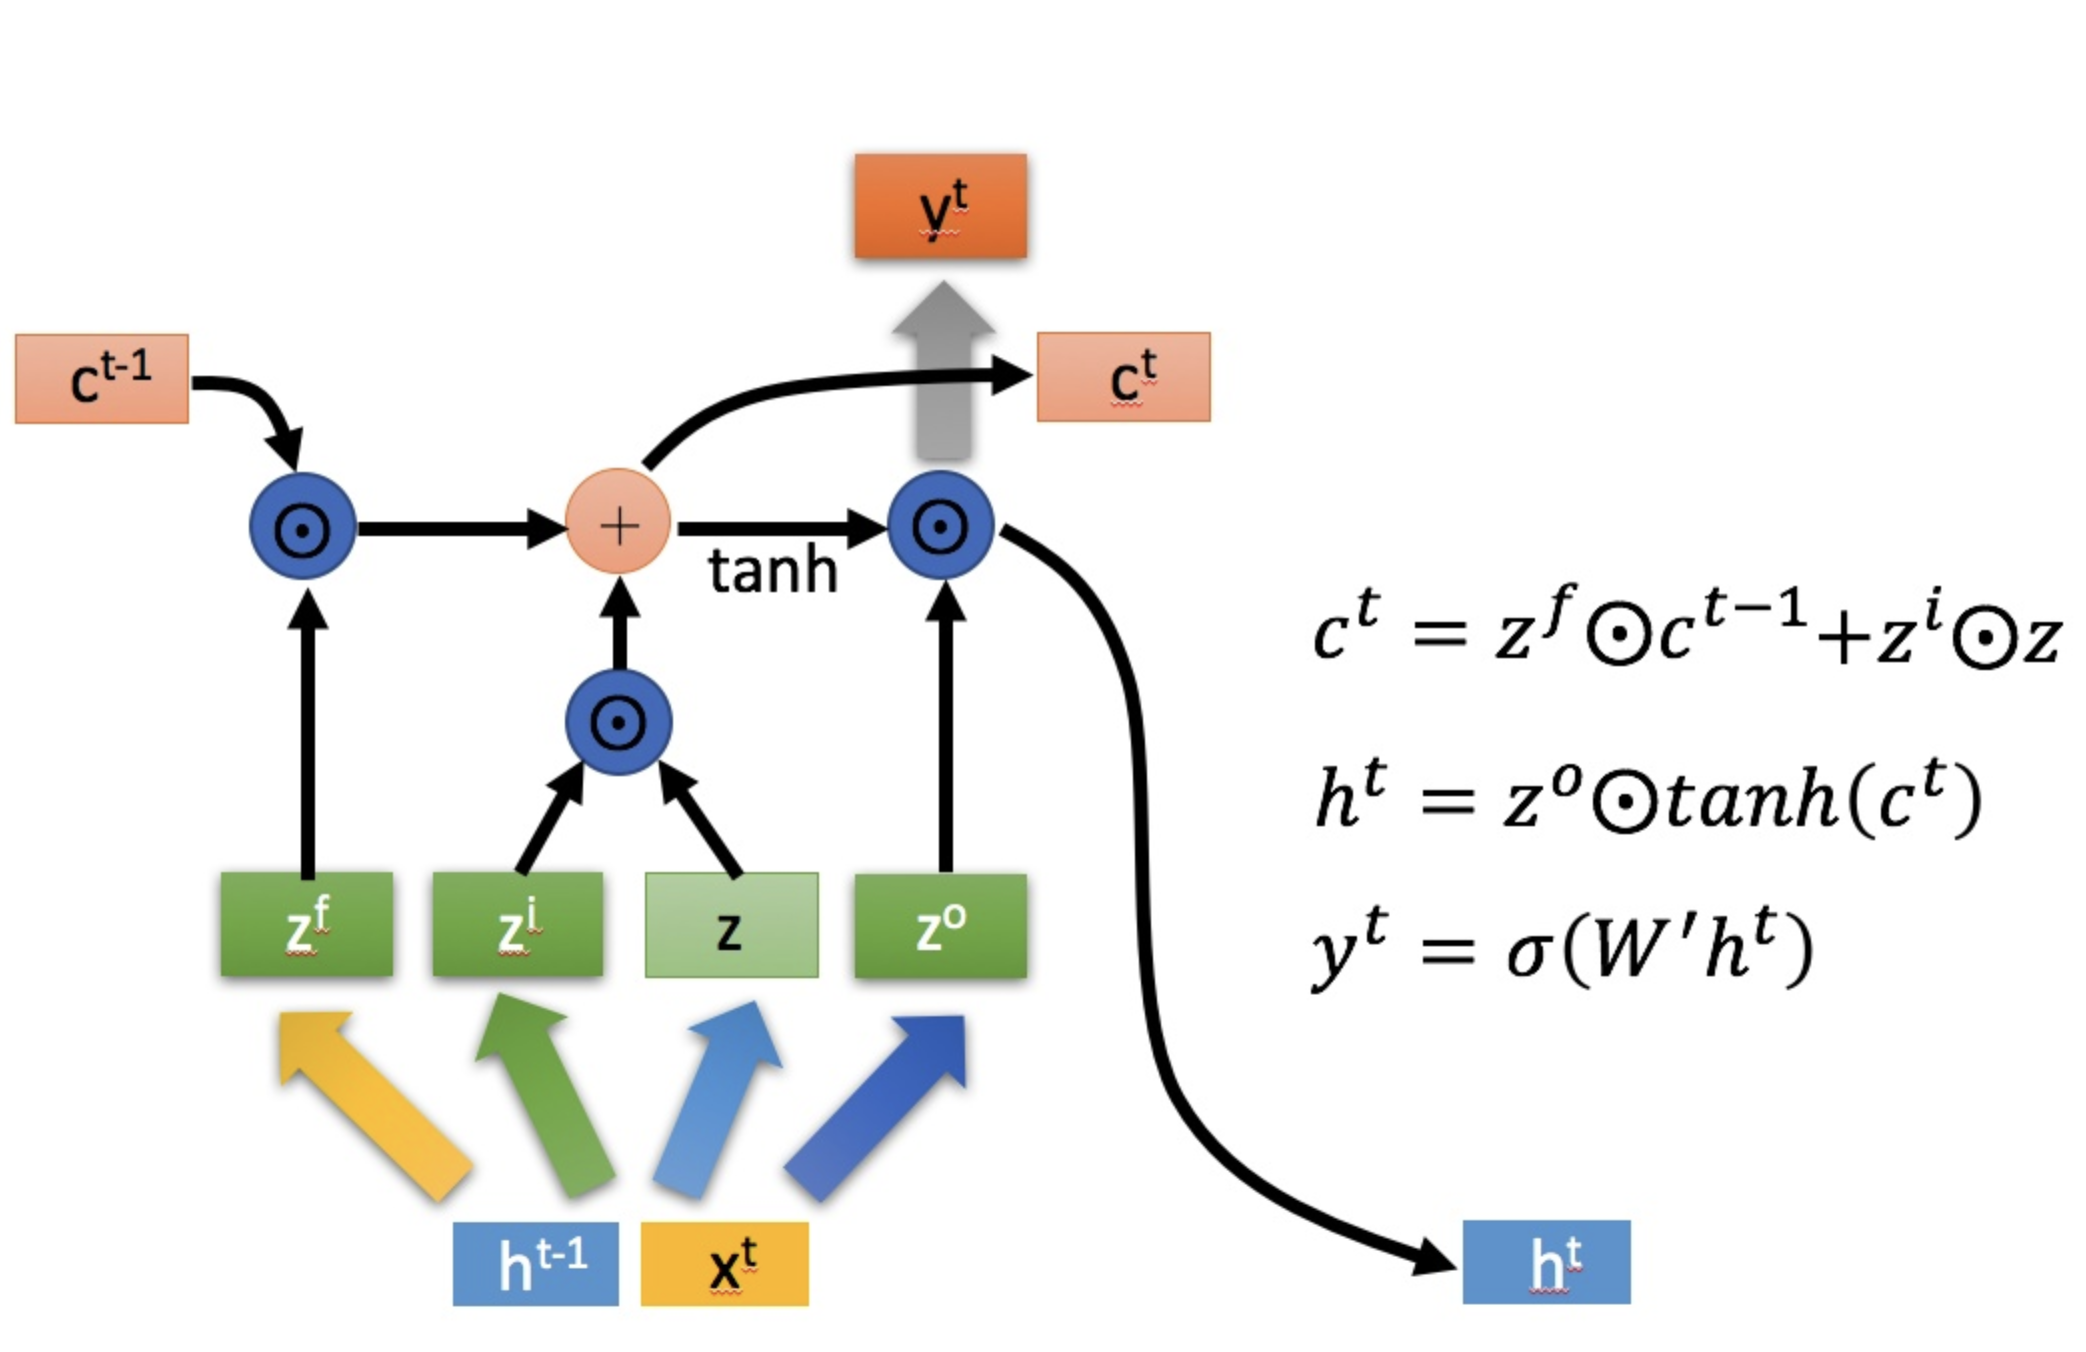 yᵗ
cᵗ⁻¹
cᵗ
+
tanh
cᵗ = zᶠ⊙cᵗ⁻¹+zⁱ⊙z
hᵗ = zᵒ⊙tanh(cᵗ)
zᶠ
zⁱ
z
zᵒ
yᵗ = σ(W′hᵗ)
hᵗ⁻¹
xᵗ
hᵗ